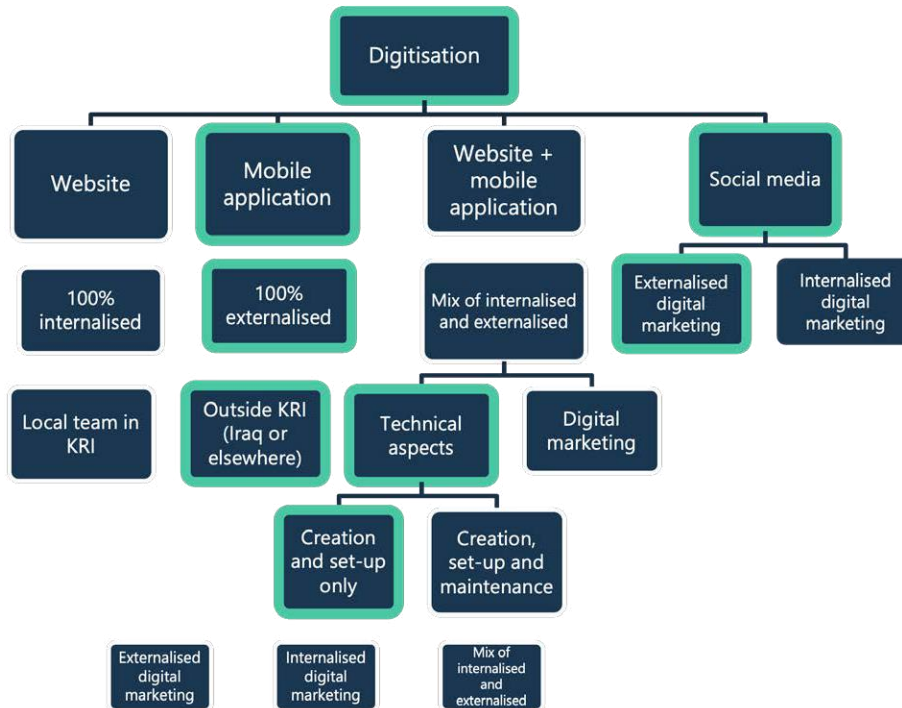 Digitisation
Website
Mobile
application
Website +
mobile
application
Social media
100%
internalised
100%
externalised
Mix of internalised
and externalised
Externalised
digital
marketing
Internalised
digital
marketing
Local team in
KRI
Outside KRI
(Iraq or
elsewhere)
Technical
aspects
Digital
marketing
Creation
and set-up
only
Creation,
set-up and
maintenance
Externalised
digital
marketing
Internalised
digital
marketing
Mix of
internalised
and
externalised